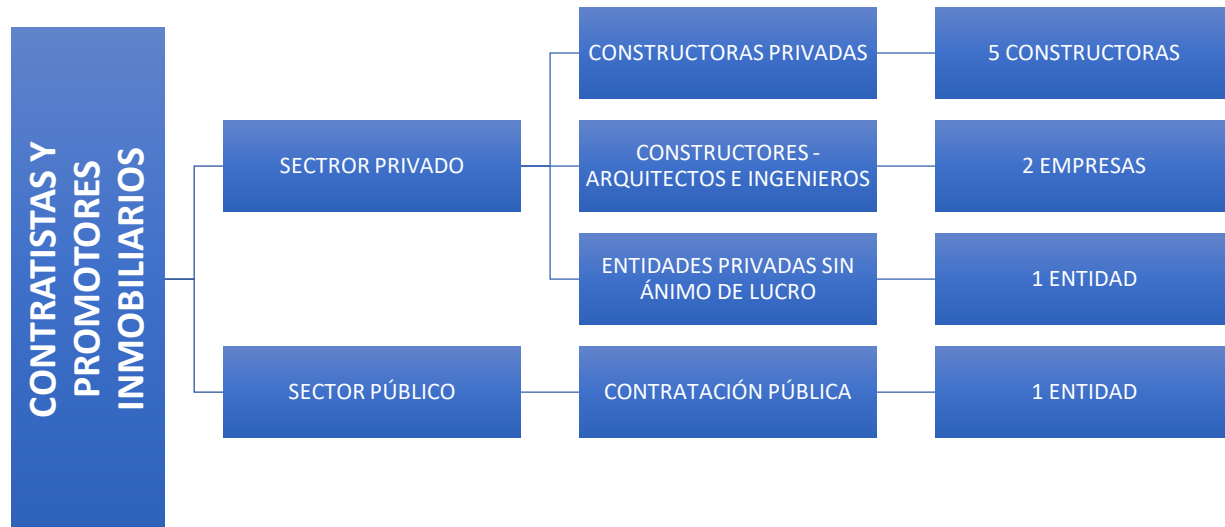 CONTRATISTAS Y
PROMOTORES
INMOBILIARIOS
SECTROR PRIVADO
CONSTRUCTORAS PRIVADAS
5 CONSTRUCTORAS
CONSTRUCTORES -
ARQUITECTOS E INGENIEROS
2 EMPRESAS
ENTIDADES PRIVADAS SIN
ÁNIMO DE LUCRO
1 ENTIDAD
SECTOR PÚBLICO
CONTRATACIÓN PÚBLICA
1 ENTIDAD